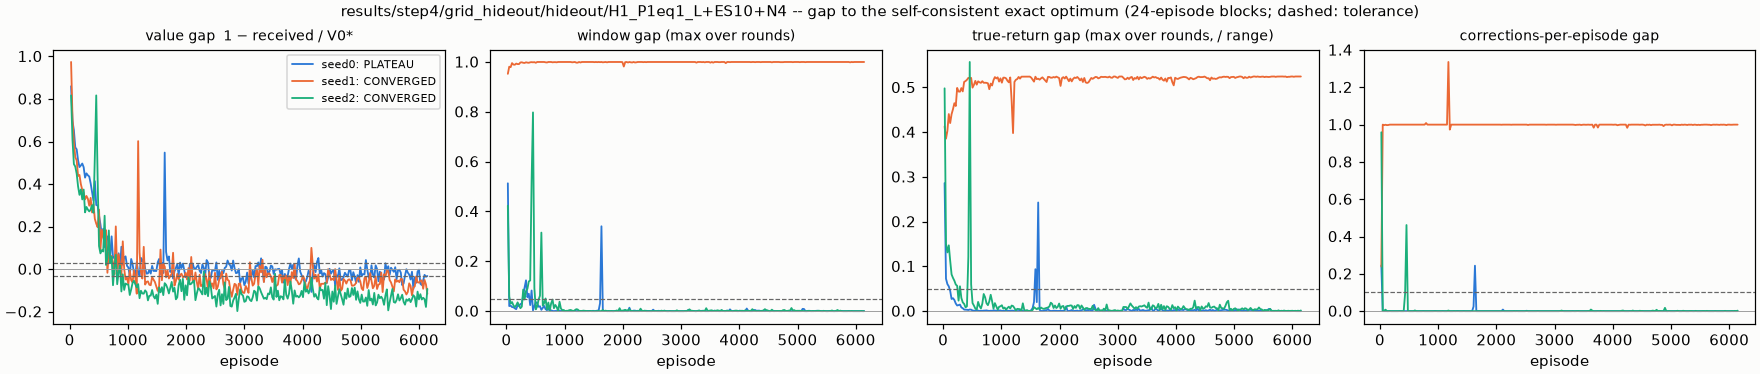 results/step4/grid_hideout/hideout/H1_P1eq1_L+ES10+N4 -- gap to the self-consistent exact optimum (24-episode blocks; dashed: tolerance)
value gap 1 − received / V0*
1.0
0.8
0.6
0.4
0.2
0.0
−0.2
seed0: PLATEAU
seed1: CONVERGED
seed2: CONVERGED
0 1000 2000 3000 4000 5000 6000
episode
window gap (max over rounds)
1.0
0.8
0.6
0.4
0.2
0.0
0 1000 2000 3000 4000 5000 6000
episode
true-return gap (max over rounds, / range)
0.5
0.4
0.3
0.2
0.1
0.0
0 1000 2000 3000 4000 5000 6000
episode
corrections-per-episode gap
1.4
1.2
1.0
0.8
0.6
0.4
0.2
0.0
0 1000 2000 3000 4000 5000 6000
episode